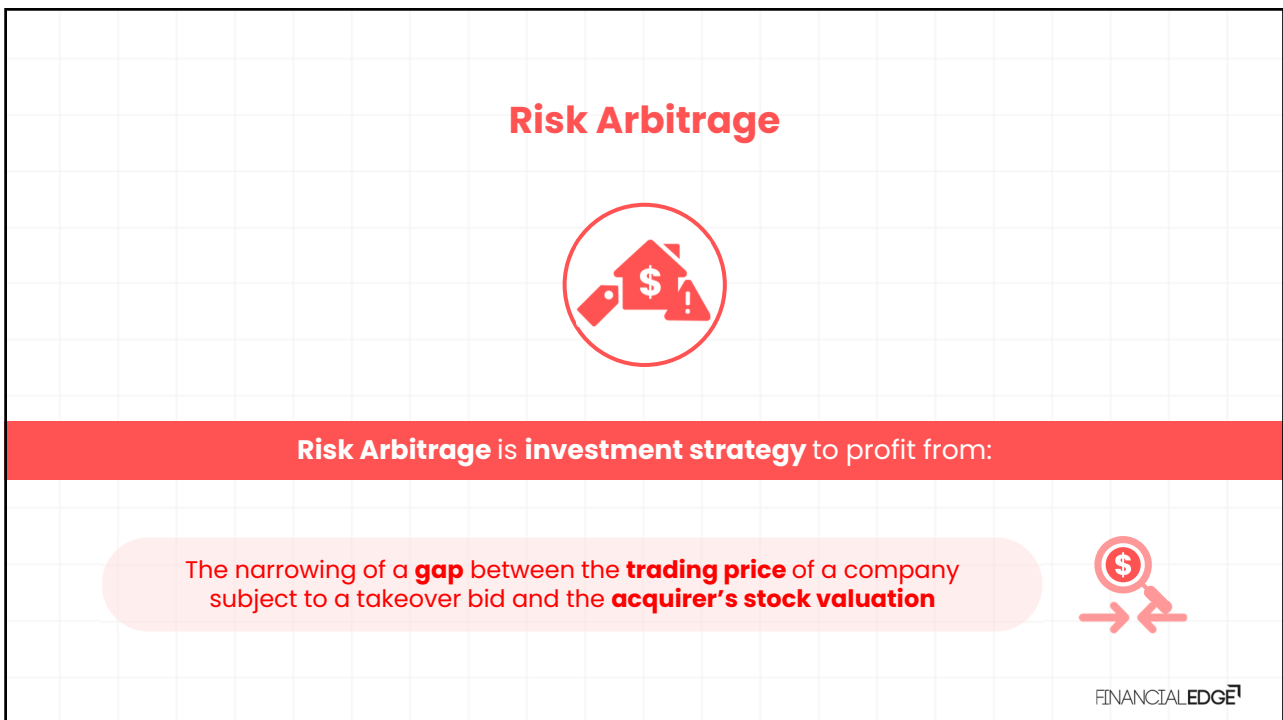 Risk Arbitrage
$
Risk Arbitrage is investment strategy to profit from:
The narrowing of a gap between the trading price of a company
subject to a takeover bid and the acquirer's stock valuation
$
FINANCIALEDGE